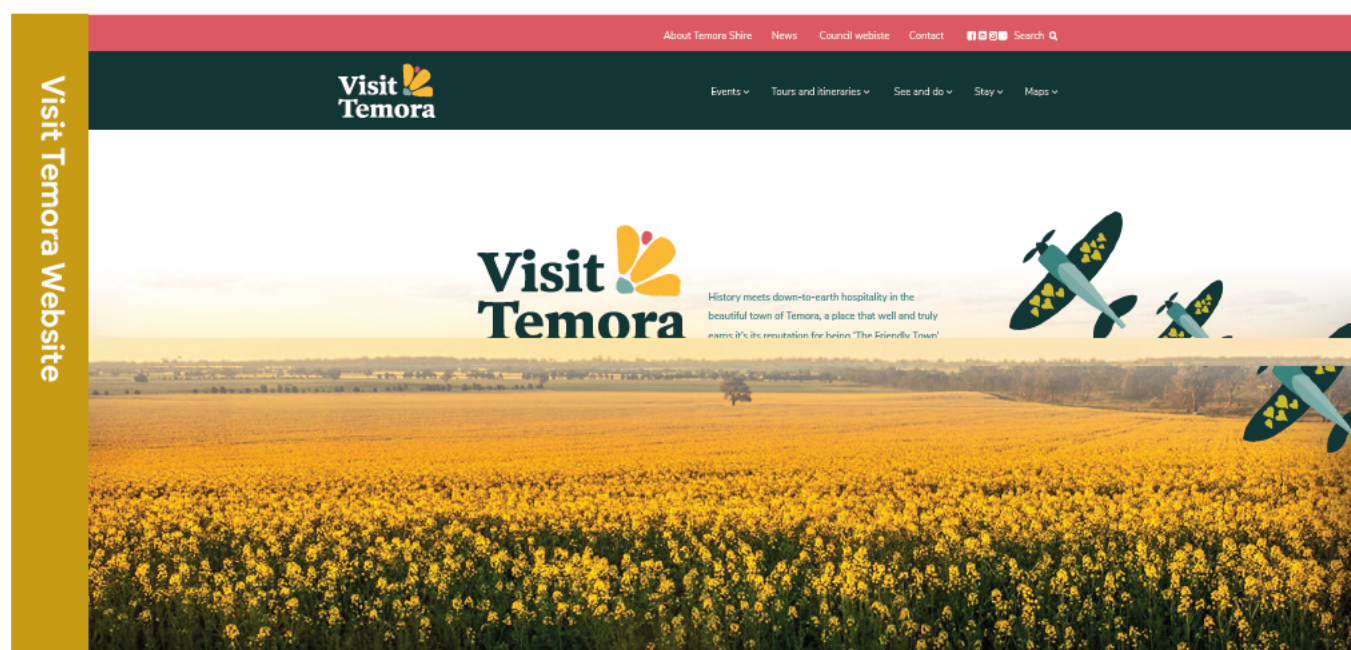 Visit Temora Website
About Temora Shire News Council webiste Contact Search
Visit
Temora
Events Tours and itineraries See and do Stay Maps
Visit
Temora
History meets down-to-earth hospitality in the
beautiful town of Temora, a place that well and truly
earns it's its reputation for being 'The Friendly Town'